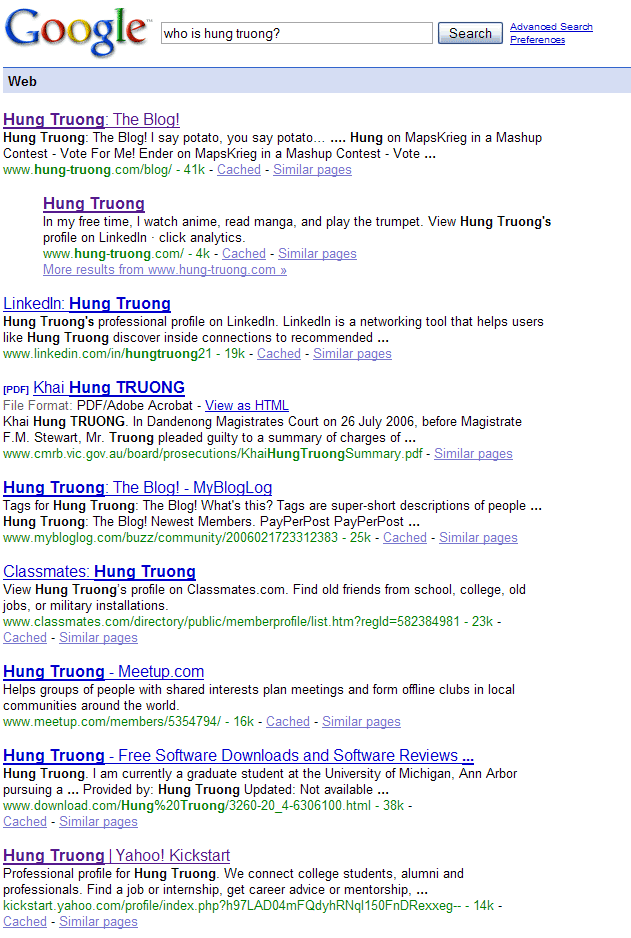 Google™
who is hung truong?
Search
Advanced Search
Preferences
Web
Hung Truong: The Blog!
Hung Truong: The Blog! I say potato, you say potato... .... Hung on MapsKrieg in a Mashup
Contest - Vote For Me! Ender on MapsKrieg in a Mashup Contest - Vote ...
www.hung-truong.com/blog/ - 41k - Cached - Similar pages
Hung Truong
In my free time, I watch anime, read manga, and play the trumpet. View Hung Truong's
profile on LinkedIn · click analytics.
www.hung-truong.com/ - 4k - Cached - Similar pages
More results from www.hung-truong.com »
LinkedIn: Hung Truong
Hung Truong's professional profile on LinkedIn. LinkedIn is a networking tool that helps users
like Hung Truong discover inside connections to recommended ...
www.linkedin.com/in/hungtruong21 - 19k - Cached - Similar pages
[PDF] Khai Hung TRUONG
File Format: PDF/Adobe Acrobat - View as HTML
Khai Hung TRUONG. In Dandenong Magistrates Court on 26 July 2006, before Magistrate
F.M. Stewart, Mr. Truong pleaded guilty to a summary of charges of ...
www.cmrb.vic.gov.au/board/prosecutions/KhaiHungTruongSummary.pdf - Similar pages
Hung Truong: The Blog! - MyBlogLog
Tags for Hung Truong: The Blog! What's this? Tags are super-short descriptions of people ...
Hung Truong: The Blog! Newest Members. PayPerPost PayPerPost ...
www.mybloglog.com/buzz/community/2006021723312383 - 25k - Cached - Similar pages
Classmates: Hung Truong
View Hung Truong's profile on Classmates.com. Find old friends from school, college, old
jobs, or military installations.
www.classmates.com/directory/public/memberprofile/list.htm?regId=582384981 - 23k -
Cached - Similar pages
Hung Truong - Meetup.com
Helps groups of people with shared interests plan meetings and form offline clubs in local
communities around the world.
www.meetup.com/members/5354794/ - 16k - Cached - Similar pages
Hung Truong - Free Software Downloads and Software Reviews ...
Hung Truong. I am currently a graduate student at the University of Michigan, Ann Arbor
pursuing a ... Provided by: Hung Truong Updated: Not available ...
www.download.com/Hung%20Truong/3260-20_4-6306100.html - 38k -
Cached - Similar pages
Hung Truong | Yahoo! Kickstart
Professional profile for Hung Truong. We connect college students, alumni and
professionals. Find a job or internship, get career advice or mentorship, ...
kickstart.yahoo.com/profile/index.php?h97LAD04mFQdyhRNqI150FnDRexxeg-- - 14k -
Cached - Similar pages